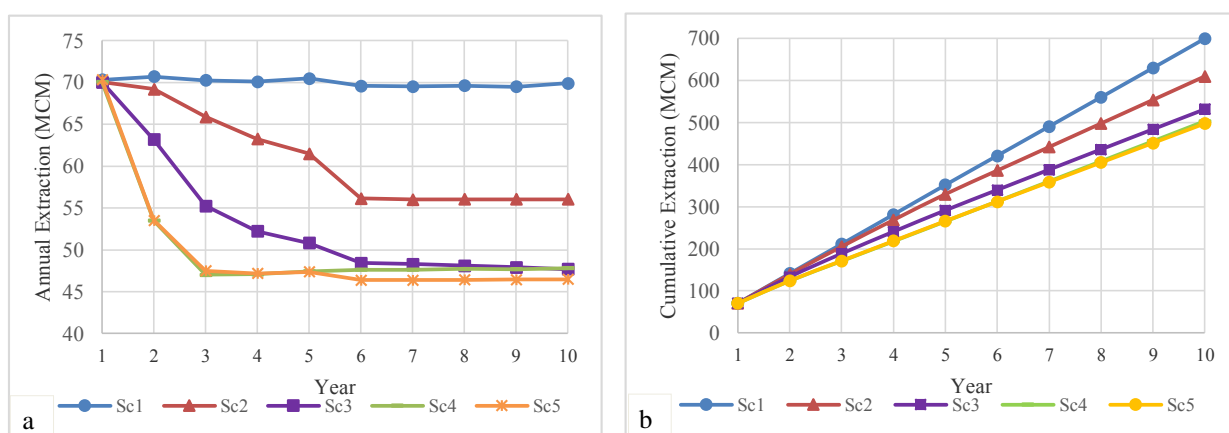 75
70
65
60
55
50
45
40
Annual Extraction (MCM)
1 2 3 4 5 6 7 8 9 10
Year
Sc1 Sc2 Sc3 Sc4 Sc5
a
700
600
500
400
300
200
100
0
Cumulative Extraction (MCM)
1 2 3 4 5 6 7 8 9 10
Year
Sc1 Sc2 Sc3 Sc4 Sc5
b